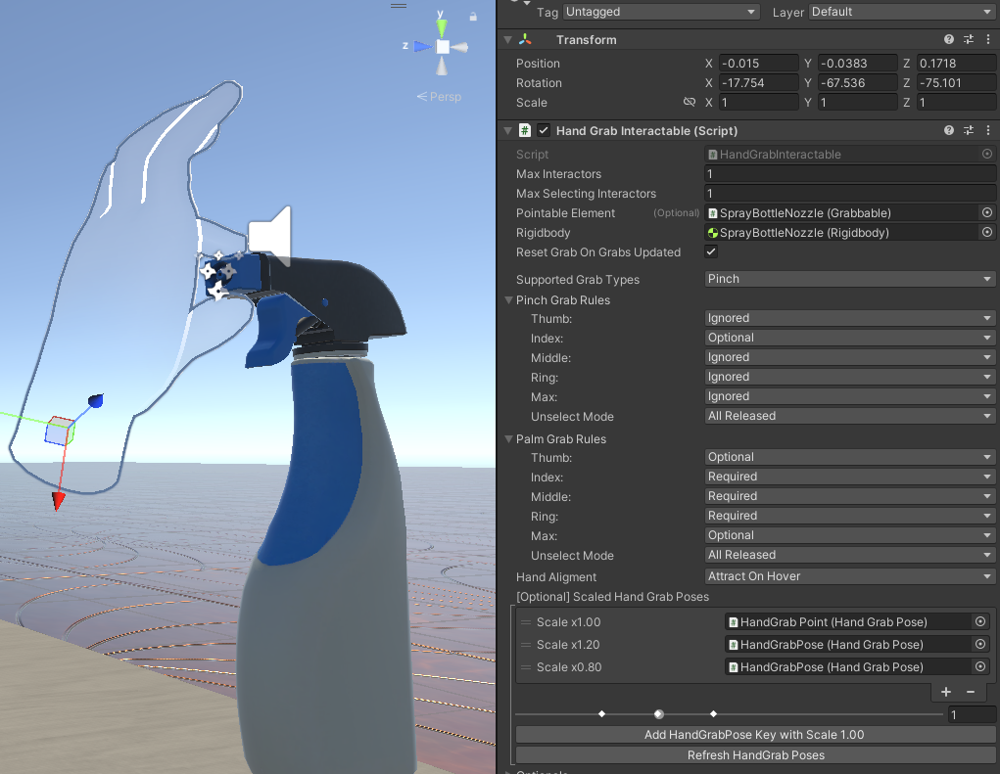 y
z
Persp
Tag Untagged Layer Default
Transform
Position X -0.015 Y -0.0383 Z 0.1718
Rotation X -17.754 Y -67.536 Z -75.101
Scale X 1 Y 1 Z 1
# Hand Grab Interactable (Script)
Script # HandGrabInteractable
Max Interactors 1
Max Selecting Interactors 1
Pointable Element (Optional) # SprayBottleNozzle (Grabbable)
Rigidbody SprayBottleNozzle (Rigidbody)
Reset Grab On Grabs Updated
Supported Grab Types Pinch
Pinch Grab Rules
Thumb: Ignored
Index: Optional
Middle: Ignored
Ring: Ignored
Max: Ignored
Unselect Mode All Released
Palm Grab Rules
Thumb: Optional
Index: Required
Middle: Required
Ring: Required
Max: Optional
Unselect Mode All Released
Hand Aligment Attract On Hover
[Optional] Scaled Hand Grab Poses
Scale x1.00 # HandGrab Point (Hand Grab Pose)
Scale x1.20 # HandGrabPose (Hand Grab Pose)
Scale x0.80 # HandGrabPose (Hand Grab Pose)
+ −
1
Add HandGrabPose Key with Scale 1.00
Refresh HandGrab Poses